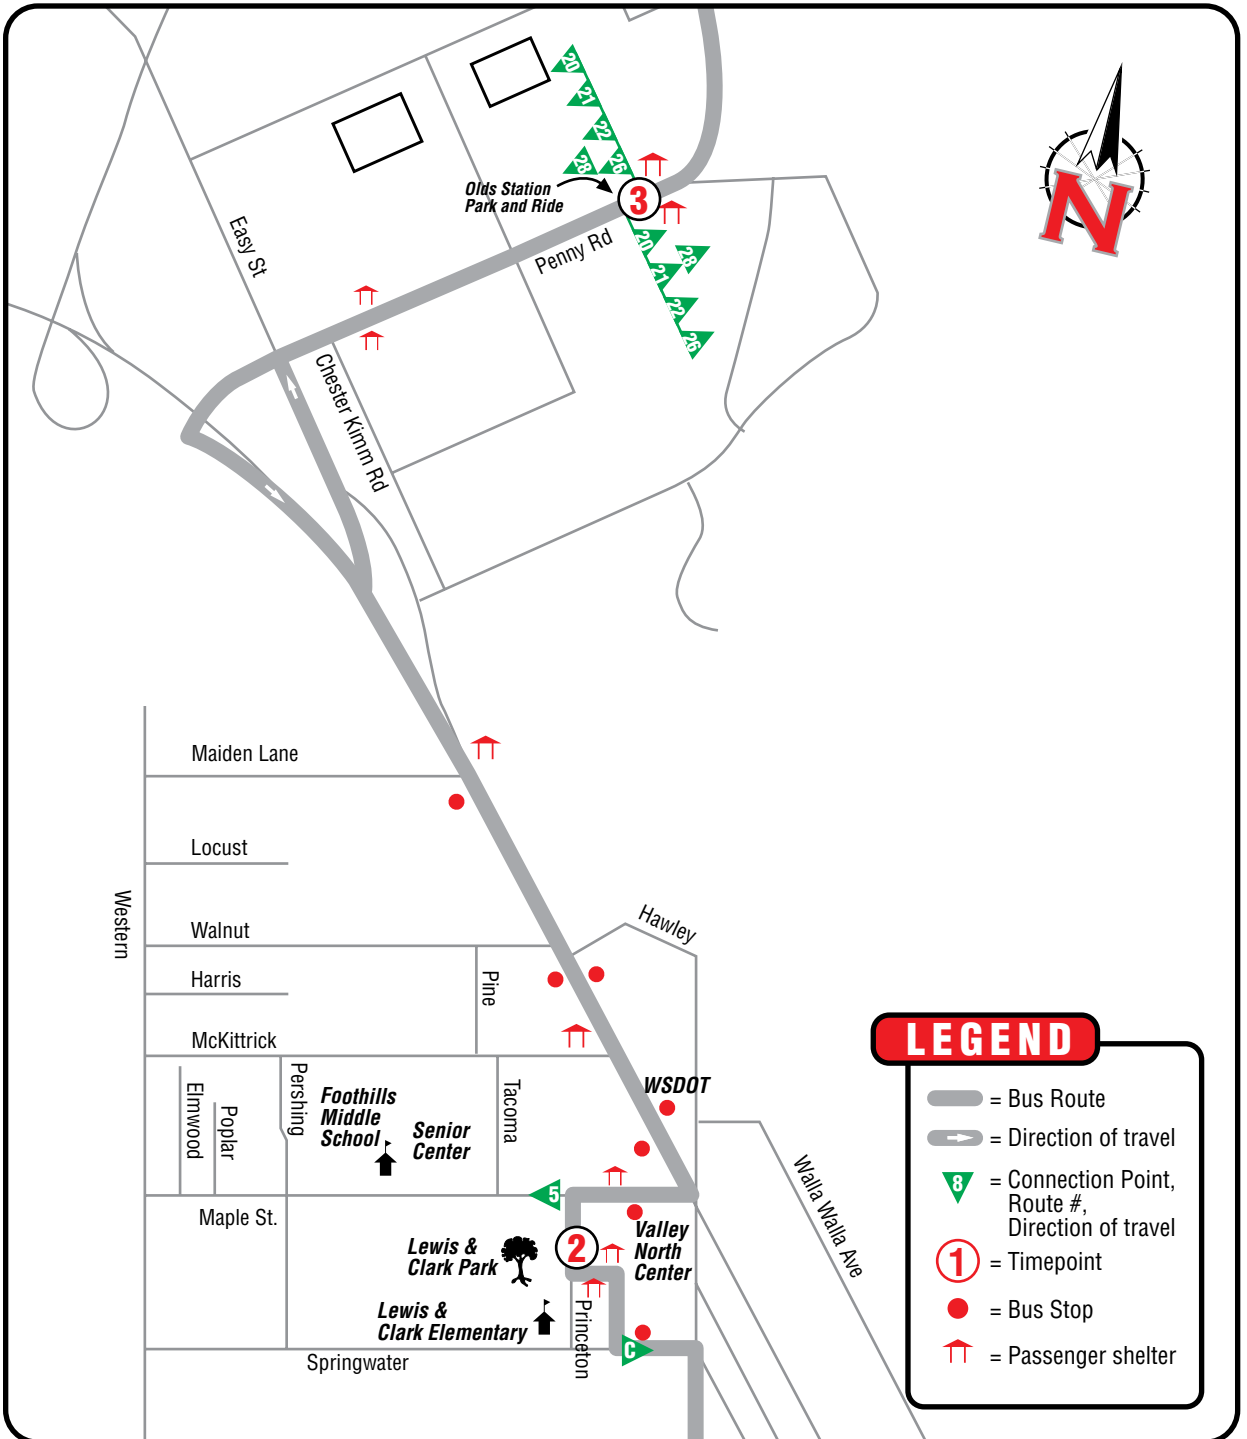 20
21
22
28
26
Olds Station
Park and Ride
3
Penny Rd
20
28
21
22
26
N
Easy St
Chester Kimm Rd
Maiden Lane
Locust
Western
Walnut
Hawley
Harris
Pine
McKittrick
Elmwood
Poplar
Pershing
Foothills
Middle
School
Senior
Center
Tacoma
WSDOT
5
Maple St.
Walla Walla Ave
Lewis &
Clark Park
2
Valley
North
Center
Lewis &
Clark Elementary
Princeton
C
Springwater
LEGEND
= Bus Route
= Direction of travel
8
= Connection Point,
Route #,
Direction of travel
1
= Timepoint
= Bus Stop
= Passenger shelter